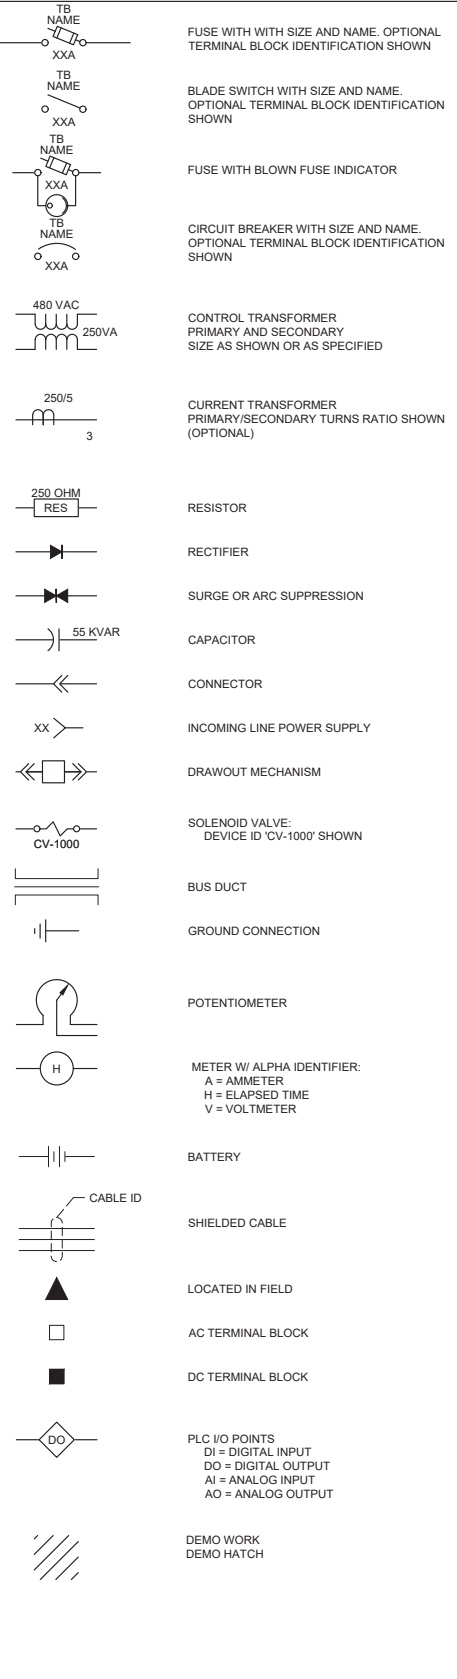 TB
NAME
XXA
FUSE WITH WITH SIZE AND NAME. OPTIONAL
TERMINAL BLOCK IDENTIFICATION SHOWN
TB
NAME
XXA
BLADE SWITCH WITH SIZE AND NAME.
OPTIONAL TERMINAL BLOCK IDENTIFICATION
SHOWN
TB
NAME
XXA
FUSE WITH BLOWN FUSE INDICATOR
TB
NAME
XXA
CIRCUIT BREAKER WITH SIZE AND NAME.
OPTIONAL TERMINAL BLOCK IDENTIFICATION
SHOWN
480 VAC
250VA
CONTROL TRANSFORMER
PRIMARY AND SECONDARY
SIZE AS SHOWN OR AS SPECIFIED
250/5
3
CURRENT TRANSFORMER
PRIMARY/SECONDARY TURNS RATIO SHOWN
(OPTIONAL)
250 OHM
RES
RESISTOR
RECTIFIER
SURGE OR ARC SUPPRESSION
55 KVAR
CAPACITOR
CONNECTOR
XX
INCOMING LINE POWER SUPPLY
DRAWOUT MECHANISM
CV-1000
SOLENOID VALVE:
DEVICE ID 'CV-1000' SHOWN
BUS DUCT
GROUND CONNECTION
POTENTIOMETER
H
METER W/ ALPHA IDENTIFIER:
A = AMMETER
H = ELAPSED TIME
V = VOLTMETER
BATTERY
CABLE ID
SHIELDED CABLE
LOCATED IN FIELD
AC TERMINAL BLOCK
DC TERMINAL BLOCK
DO
PLC I/O POINTS
DI = DIGITAL INPUT
DO = DIGITAL OUTPUT
AI = ANALOG INPUT
AO = ANALOG OUTPUT
DEMO WORK
DEMO HATCH